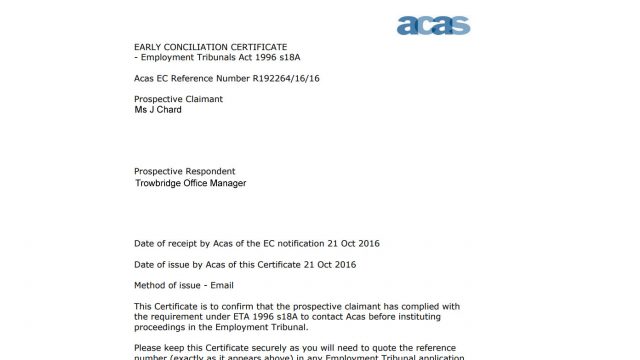 acas
EARLY CONCILIATION CERTIFICATE
- Employment Tribunals Act 1996 s18A
Acas EC Reference Number R192264/16/16
Prospective Claimant
Ms J Chard
Prospective Respondent
Trowbridge Office Manager
Date of receipt by Acas of the EC notification 21 Oct 2016
Date of issue by Acas of this Certificate 21 Oct 2016
Method of issue - Email
This Certificate is to confirm that the prospective claimant has complied with
the requirement under ETA 1996 s18A to contact Acas before instituting
proceedings in the Employment Tribunal.
Please keep this Certificate securely as you will need to quote the reference
number (exactly as it appears above) in any Employment Tribunal application